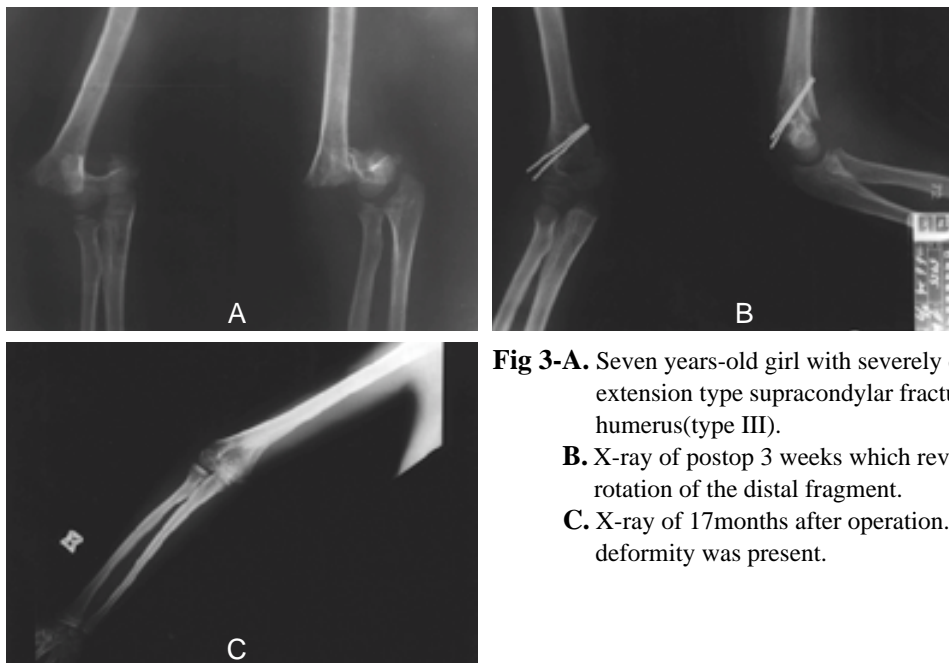 A
B
C
Fig 3-A. Seven years-old girl with severely
extension type supracondylar
humerus(type III).
B. X-ray of postop 3 weeks which
rotation of the distal fragment.
C. X-ray of 17months after operation.
deformity was present.